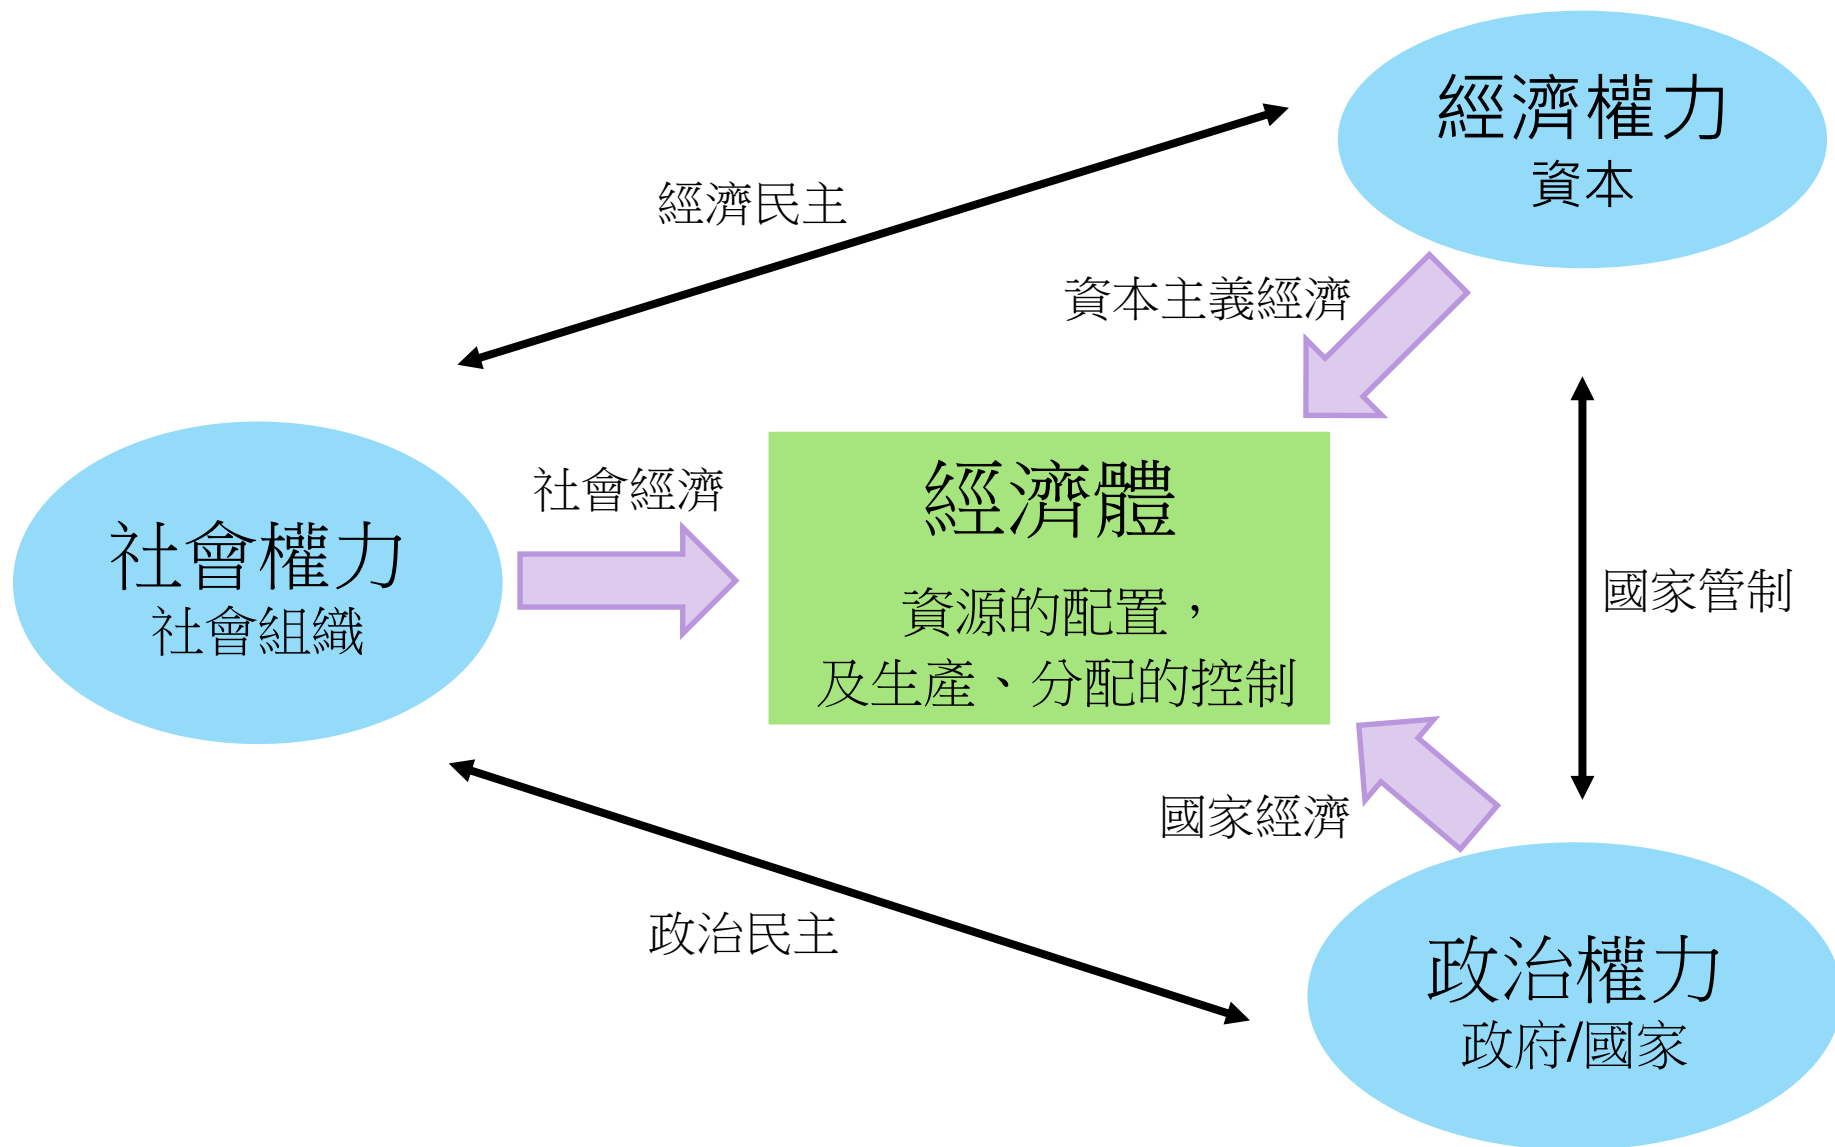 經濟權力
資本
經濟民主
資本主義經濟
社會經濟
經濟體
資源的配置，
及生產、分配的控制
社會權力
社會組織
國家管制
國家經濟
政治民主
政治權力
政府/國家